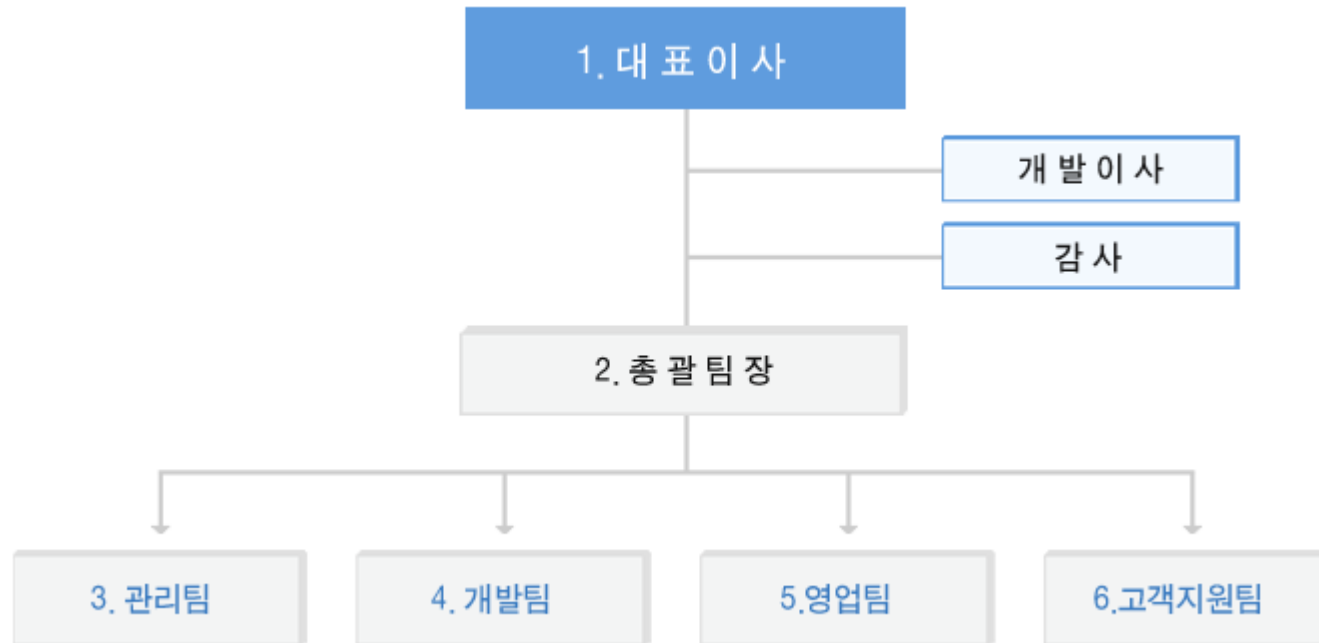 1. 대 표 이 사
개 발 이 사
감 사
2. 총 괄 팀 장
3. 관리팀
4. 개발팀
5.영업팀
6.고객지원팀